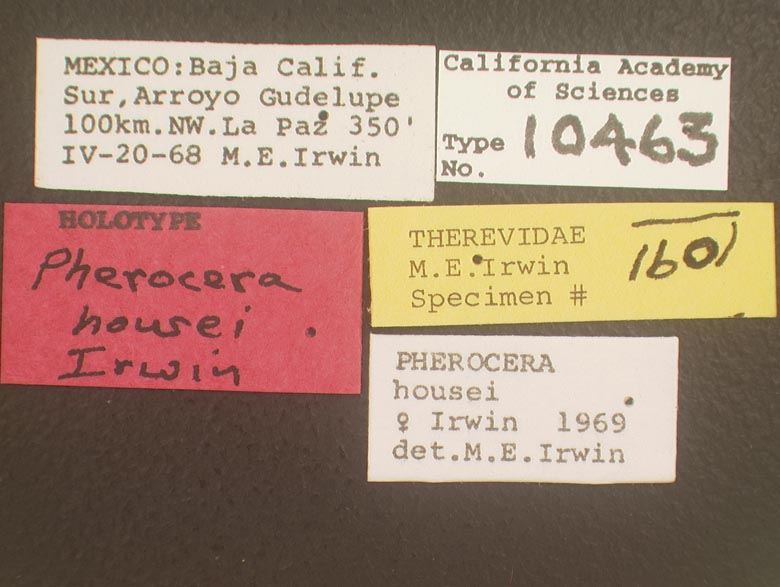 MEXICO:Baja Calif.
Sur,Arroyo Gudelupe
100km.NW.La Paz 350'
IV-20-68 M.E.Irwin
California Academy
of Sciences
Type
No. 10463
HOLOTYPE
Pherocera
housei
Irwin
THEREVIDAE
M.E.Irwin
Specimen # 1601
PHEROCERA
housei
♀ Irwin 1969
det.M.E.Irwin